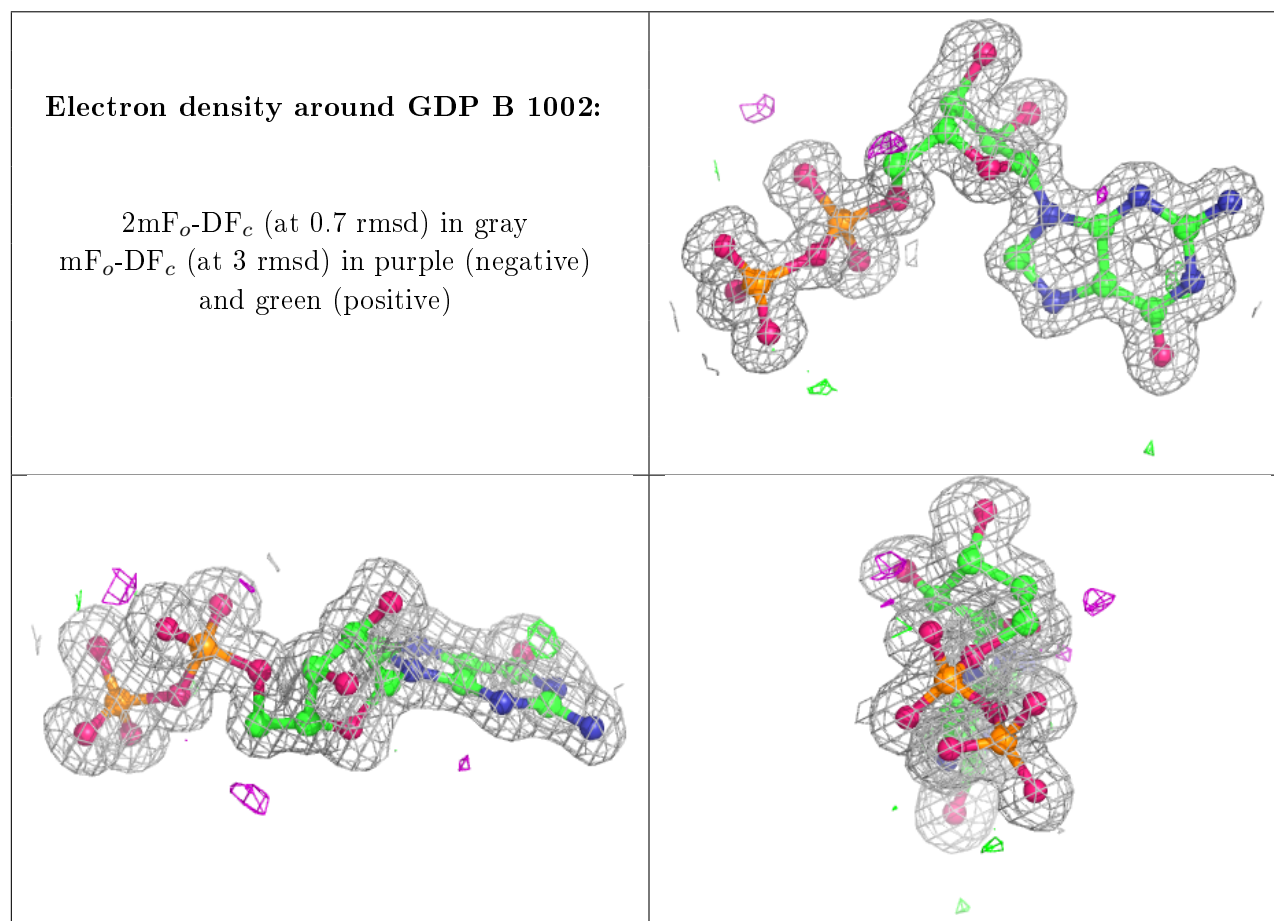 Electron density around GDP B 1002:
2mFo-DFc (at 0.7 rmsd) in gray
mFo-DFc (at 3 rmsd) in purple (negative)
and green (positive)